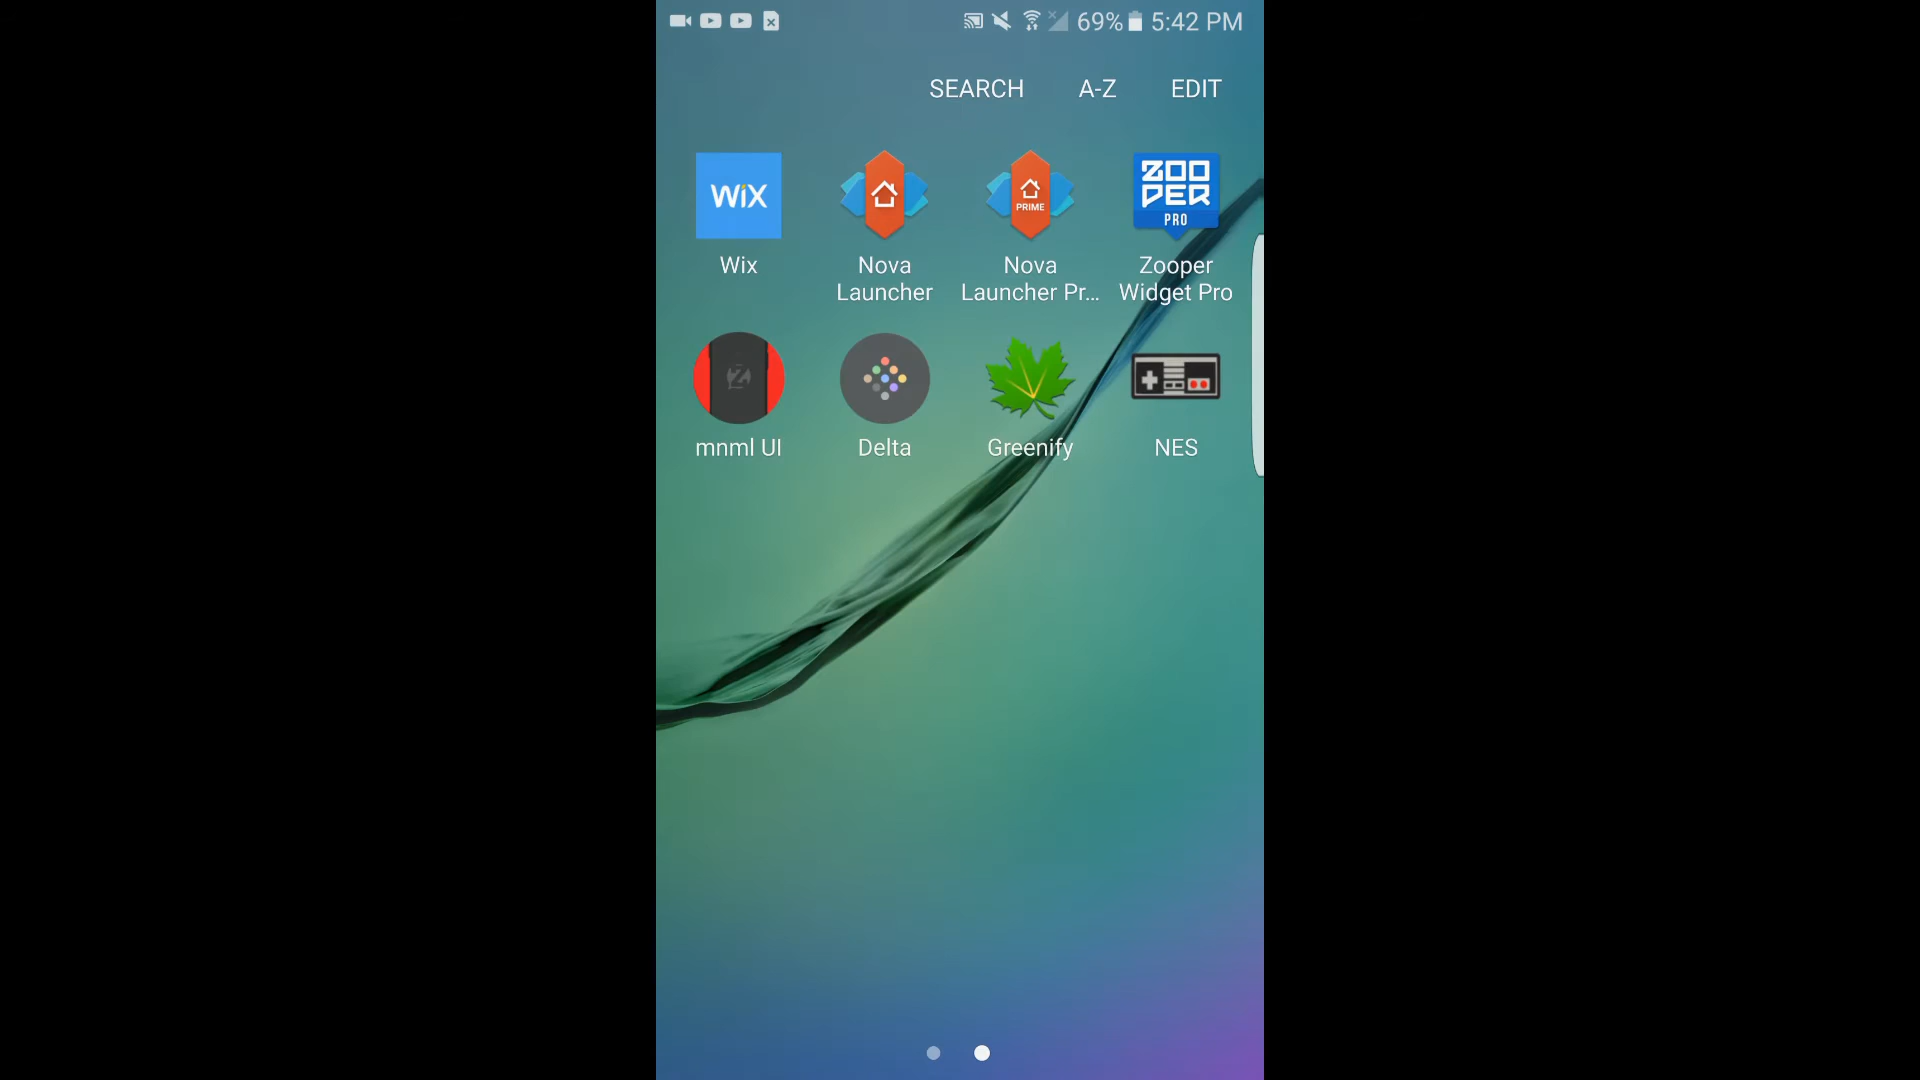 69% 5:42 PM
SEARCH A-Z EDIT
WiX
PRIME
ZOO
PER
PRO
Wix
Nova
Launcher
Nova
Launcher Pr...
Zooper
Widget Pro
mnml UI
Delta
Greenify
NES